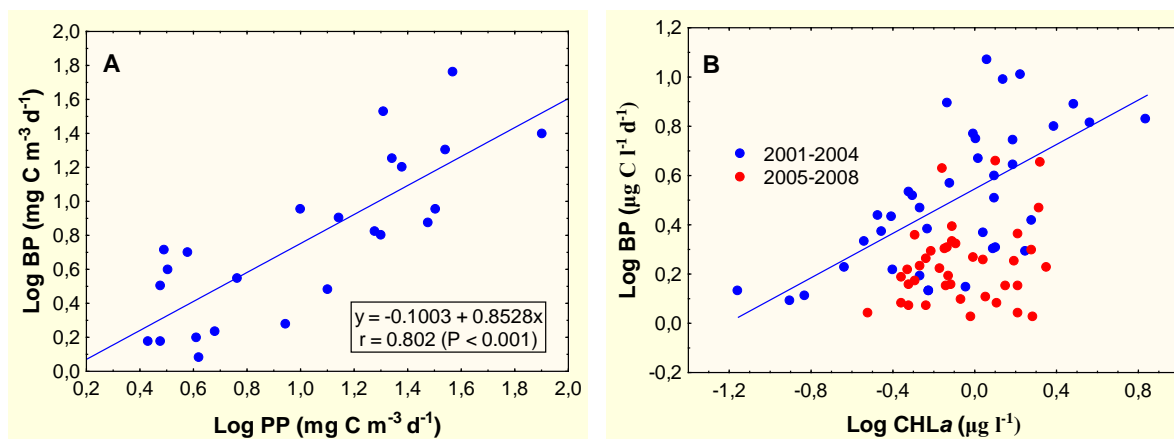 A
Log BP (mg C m⁻³ d⁻¹)
2,0
1,8
1,6
1,4
1,2
1,0
0,8
0,6
0,4
0,2
0,0
y = -0.1003 + 0.8528x
r = 0.802 (P < 0.001)
0,2 0,4 0,6 0,8 1,0 1,2 1,4 1,6 1,8 2,0
Log PP (mg C m⁻³ d⁻¹)
B
Log BP (µg C l⁻¹ d⁻¹)
1,2
1,0
0,8
0,6
0,4
0,2
0,0
-0,2
2001-2004
2005-2008
-1,2 -0,8 -0,4 0,0 0,4 0,8
Log CHLa (µg l⁻¹)